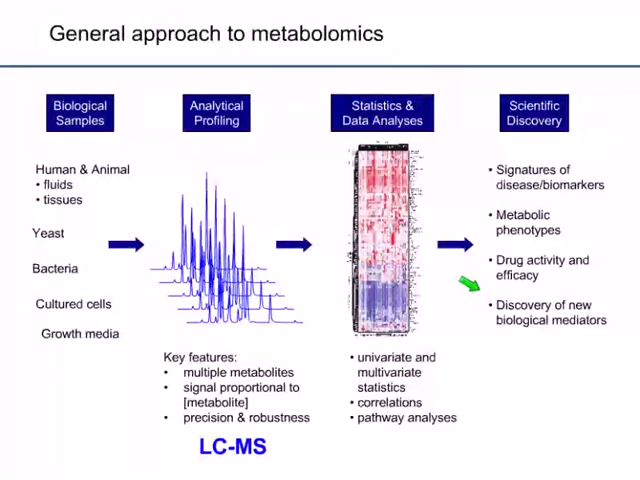 General approach to metabolomics
Biological
Samples
Analytical
Profiling
Statistics &
Data Analyses
Scientific
Discovery
Human & Animal
• fluids
• tissues
Yeast
Bacteria
Cultured cells
Growth media
Key features:
• multiple metabolites
• signal proportional to
[metabolite]
• precision & robustness
LC-MS
• univariate and
multivariate
statistics
• correlations
• pathway analyses
• Signatures of
disease/biomarkers
• Metabolic
phenotypes
• Drug activity and
efficacy
• Discovery of new
biological mediators